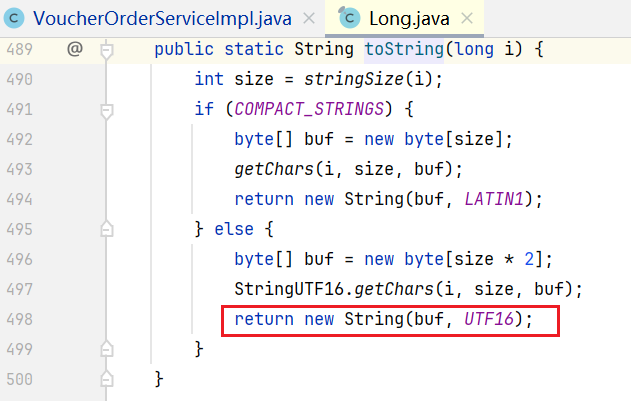 VoucherOrderServiceImpl.java × Long.java ×
489 @ public static String toString(long i) {
490 int size = stringSize(i);
491 if (COMPACT_STRINGS) {
492 byte[] buf = new byte[size];
493 getChars(i, size, buf);
494 return new String(buf, LATIN1);
495 } else {
496 byte[] buf = new byte[size * 2];
497 StringUTF16.getChars(i, size, buf);
498 return new String(buf, UTF16);
499 }
500 }